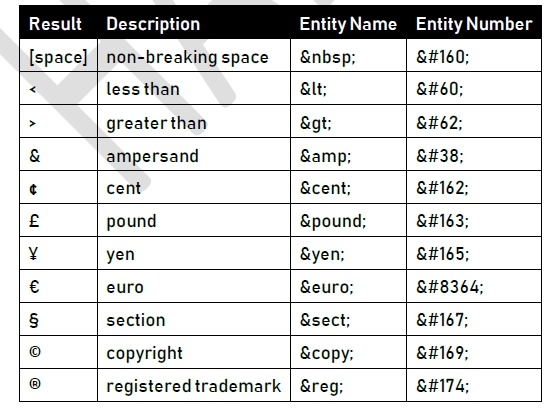 Result Description Entity Name Entity Number
[space] non-breaking space &nbsp; &#160;
< less than &lt; &#60;
> greater than &gt; &#62;
& ampersand &amp; &#38;
¢ cent &cent; &#162;
£ pound &pound; &#163;
¥ yen &yen; &#165;
€ euro &euro; &#8364;
§ section &sect; &#167;
© copyright &copy; &#169;
® registered trademark &reg; &#174;